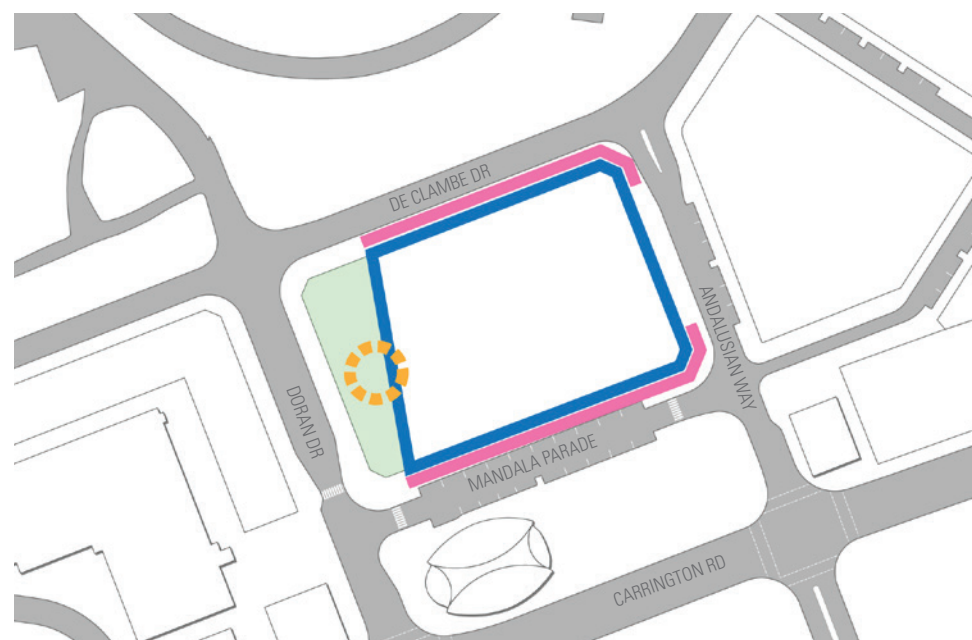 DE CLAMBE DR
ANDALUSIAN WAY
DORAN DR
MANDALA PARADE
CARRINGTON RD